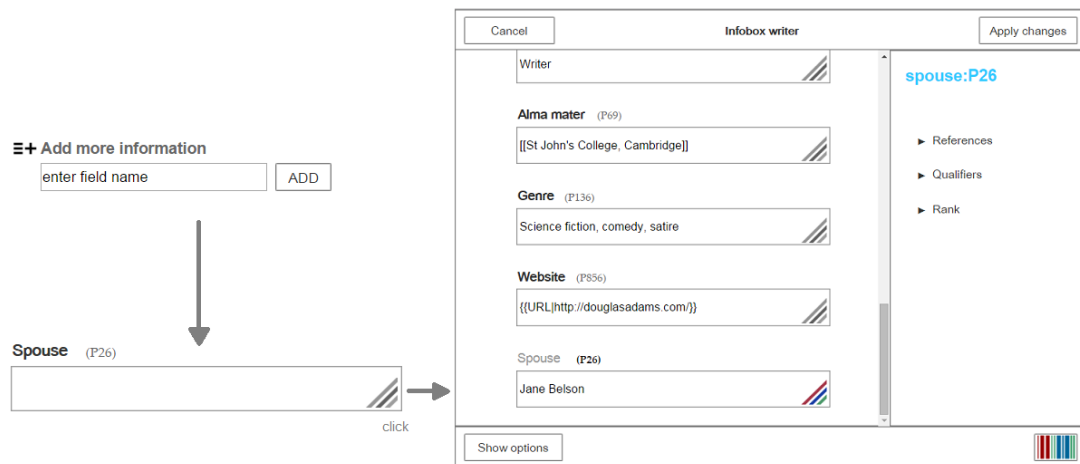 Add more information
enter field name
ADD
Spouse (P26)
click
Cancel
Infobox writer
Apply changes
Writer
Alma mater (P69)
[[St John's College, Cambridge]]
Genre (P136)
Science fiction, comedy, satire
Website (P856)
{{URL|http://douglasadams.com/}}
Spouse (P26)
Jane Belson
spouse:P26
References
Qualifiers
Rank
Show options